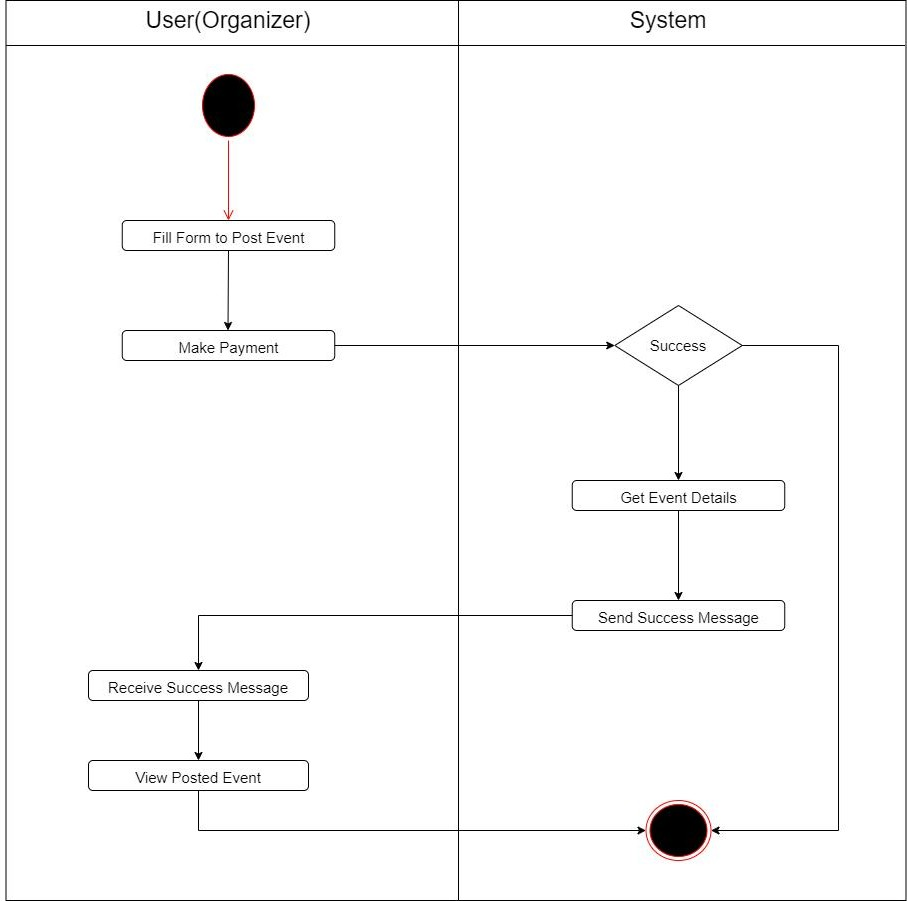 User(Organizer)
System
Fill Form to Post Event
Make Payment
Success
Get Event Details
Send Success Message
Receive Success Message
View Posted Event